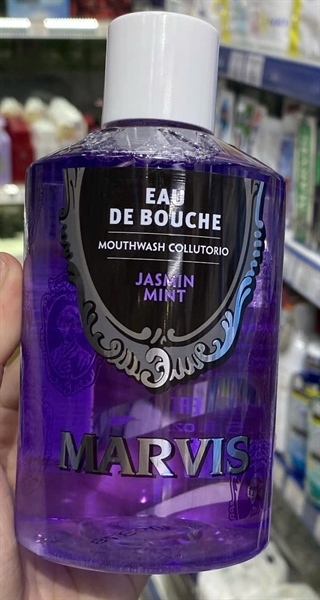 EAU
DE BOUCHE
MOUTHWASH COLLUTORIO
JASMIN
MINT
MARVIS